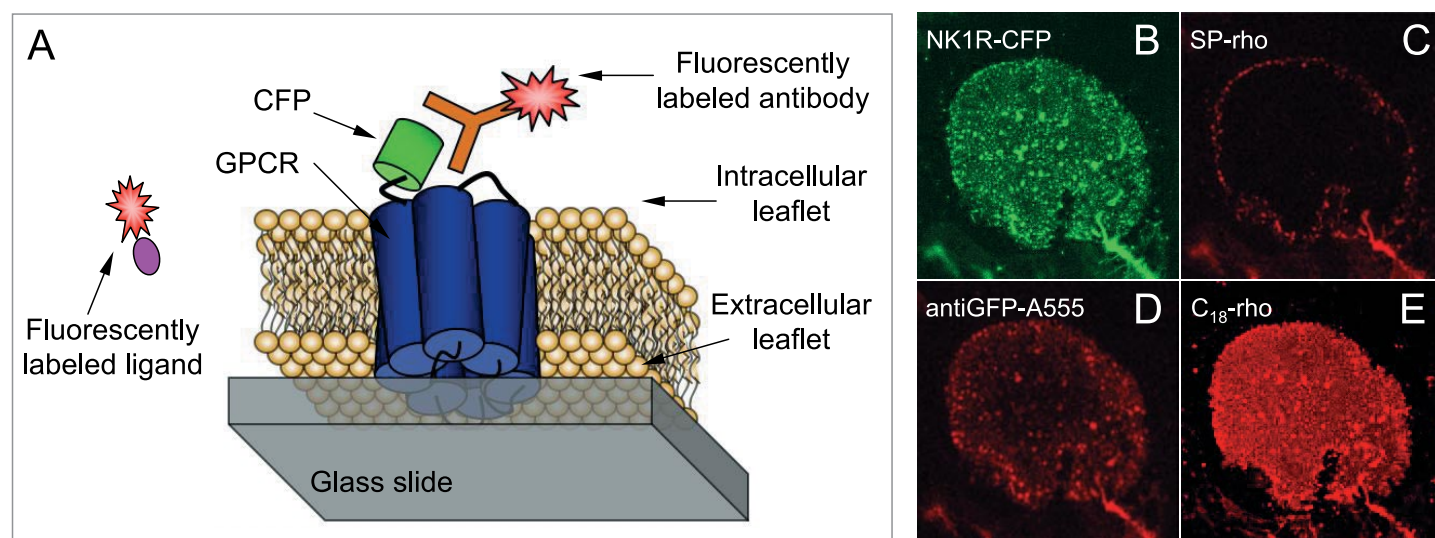 A
Fluorescently
labeled antibody
CFP
GPCR
Intracellular
leaflet
Extracellular
leaflet
Fluorescently
labeled ligand
Glass slide
NK1R-CFP
B
SP-rho
C
antiGFP-A555
D
C₁₈-rho
E